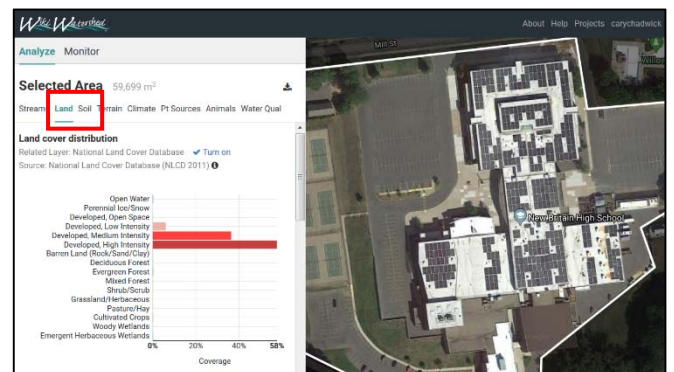 WikiWatershed
About Help Projects carychadwick
Analyze Monitor
Selected Area 59,699 m²
Stream Land Soil Terrain Climate Pt Sources Animals Water Qual
Land cover distribution
Related Layer: National Land Cover Database Turn on
Source: National Land Cover Database (NLCD 2011)
Open Water
Perennial Ice/Snow
Developed, Open Space
Developed, Low Intensity
Developed, Medium Intensity
Developed, High Intensity
Barren Land (Rock/Sand/Clay)
Deciduous Forest
Evergreen Forest
Mixed Forest
Shrub/Scrub
Grassland/Herbaceous
Pasture/Hay
Cultivated Crops
Woody Wetlands
Emergent Herbaceous Wetlands
0% 20% 40% 58%
Coverage
Mill St
New Britain High School